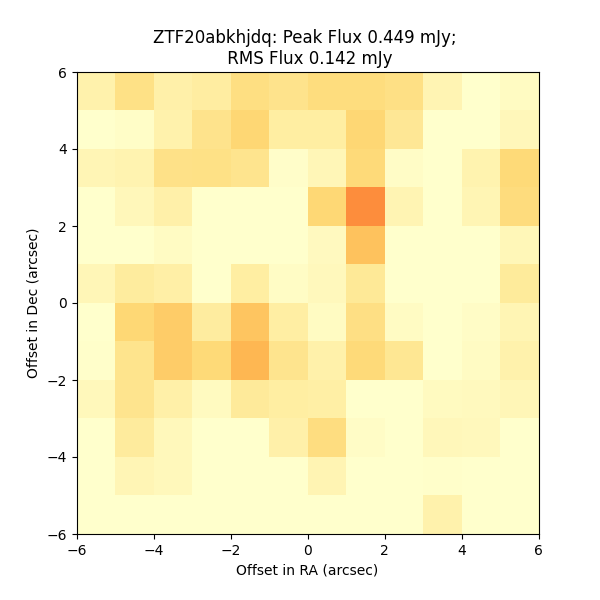 ZTF20abkhjdq: Peak Flux 0.449 mJy;
RMS Flux 0.142 mJy
6
4
2
0
−2
−4
−6
Offset in Dec (arcsec)
−6 −4 −2 0 2 4 6
Offset in RA (arcsec)